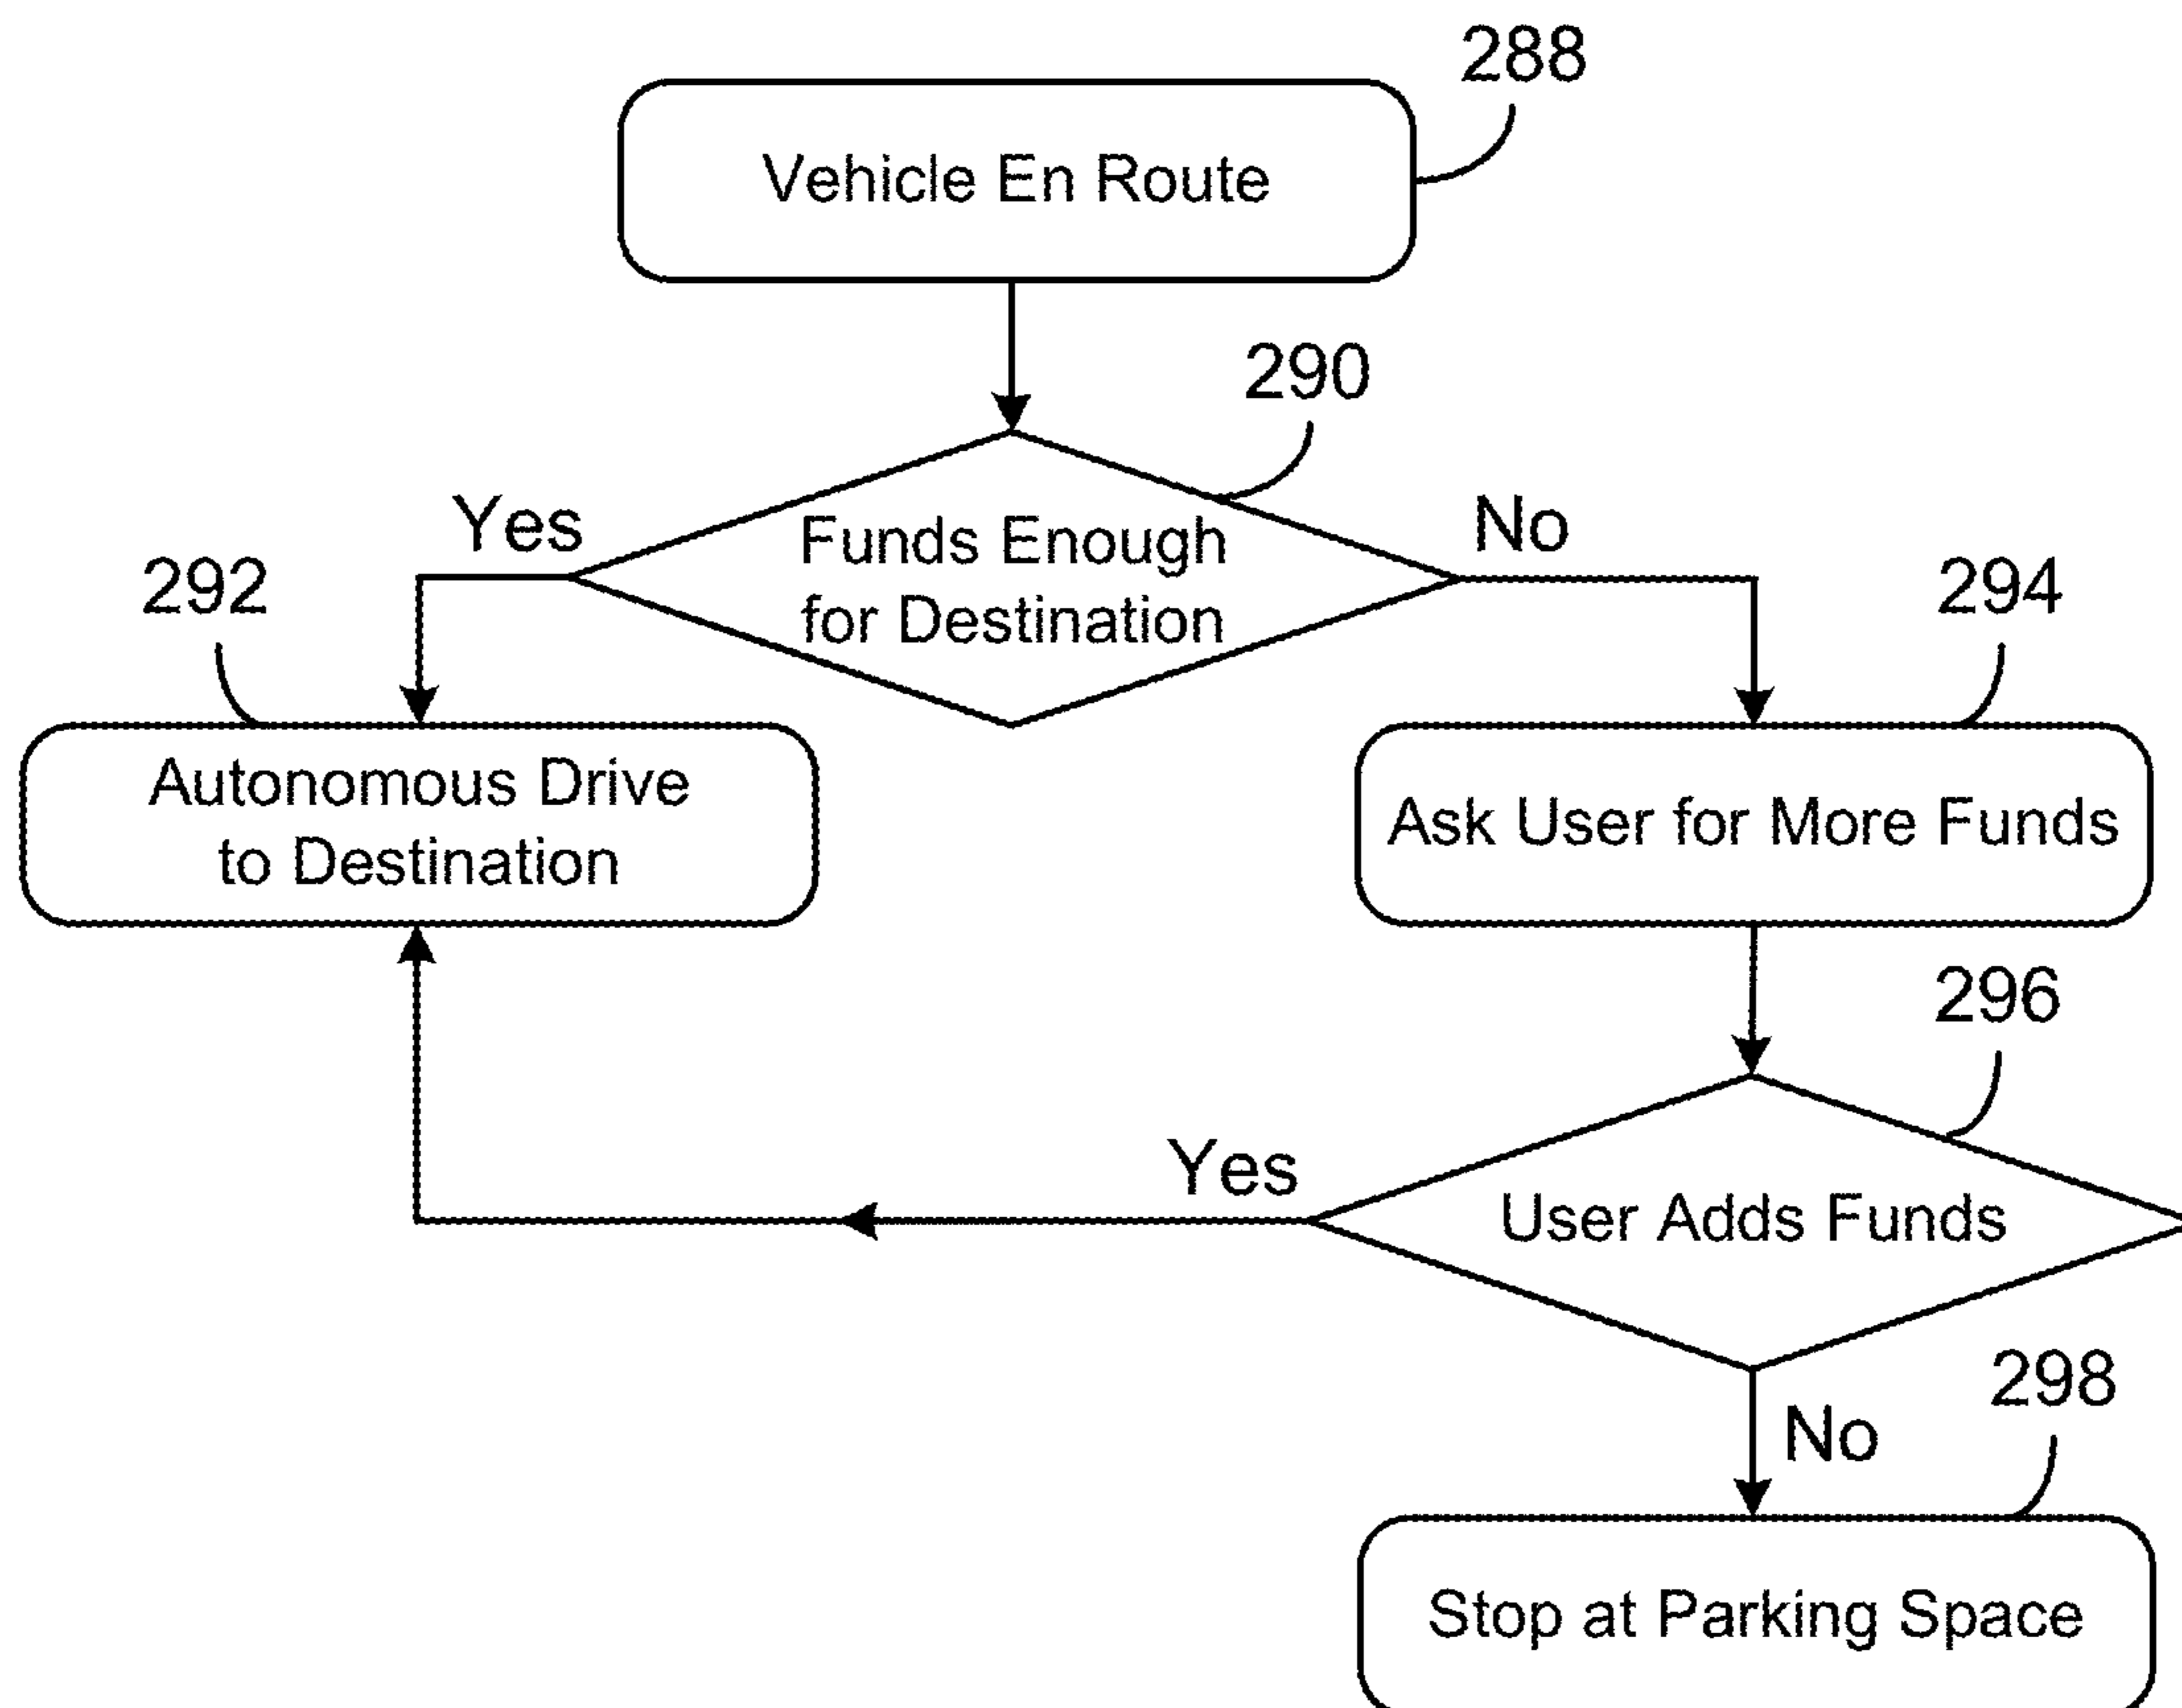 288
Vehicle En Route
290
Yes
Funds Enough
for Destination
No
292
294
Autonomous Drive
to Destination
Ask User for More Funds
296
Yes
User Adds Funds
298
No
Stop at Parking Space